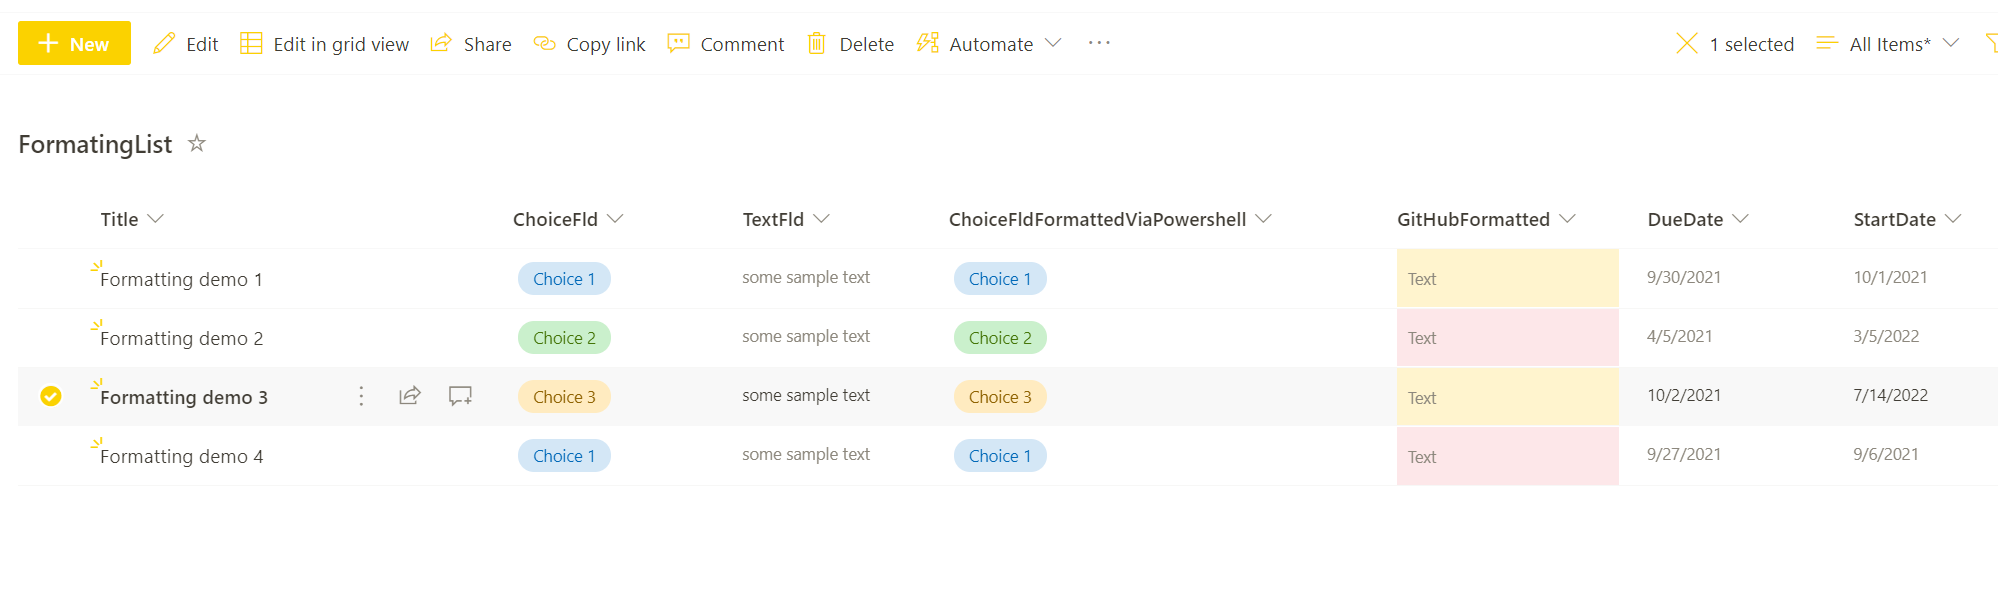 New Edit Edit in grid view Share Copy link Comment Delete Automate ... 1 selected All Items*
FormatingList
Title ChoiceFld TextFld ChoiceFldFormattedViaPowershell GitHubFormatted DueDate StartDate
Formatting demo 1 Choice 1 some sample text Choice 1 Text 9/30/2021 10/1/2021
Formatting demo 2 Choice 2 some sample text Choice 2 Text 4/5/2021 3/5/2022
Formatting demo 3 Choice 3 some sample text Choice 3 Text 10/2/2021 7/14/2022
Formatting demo 4 Choice 1 some sample text Choice 1 Text 9/27/2021 9/6/2021